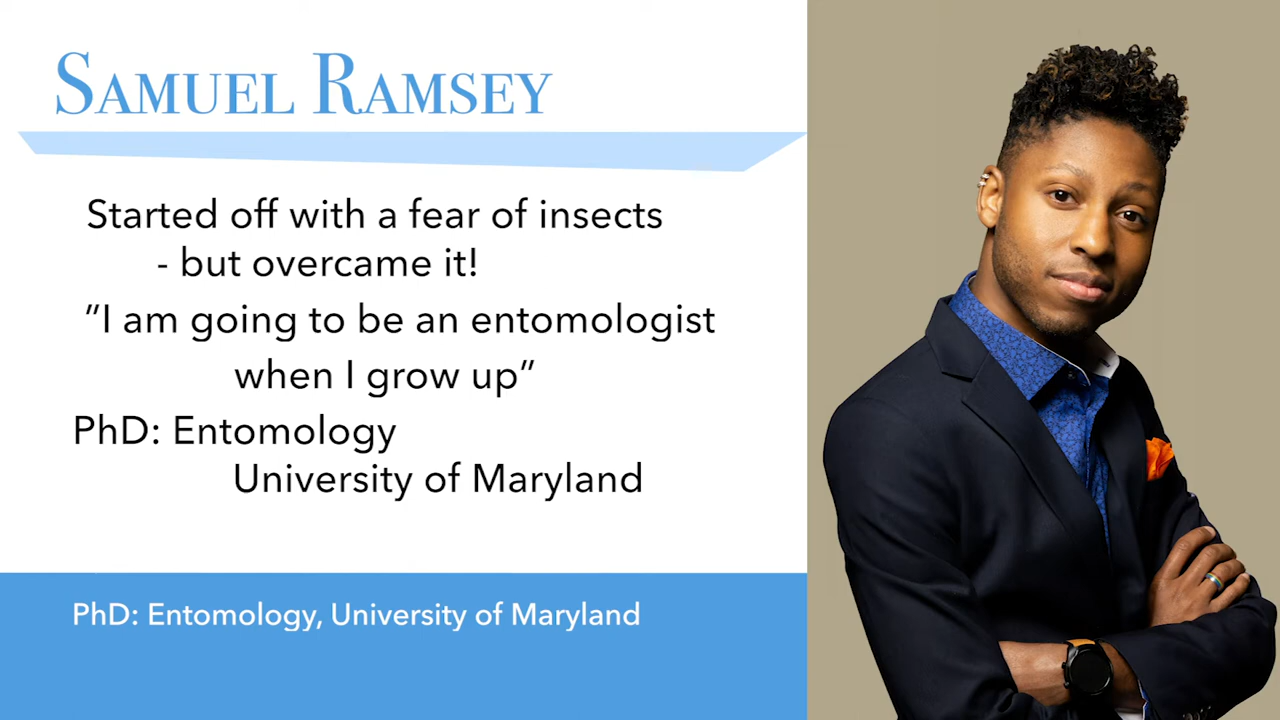 SAMUEL RAMSEY
Started off with a fear of insects
- but overcame it!
”I am going to be an entomologist
when I grow up”
PhD: Entomology
University of Maryland
PhD: Entomology, University of Maryland